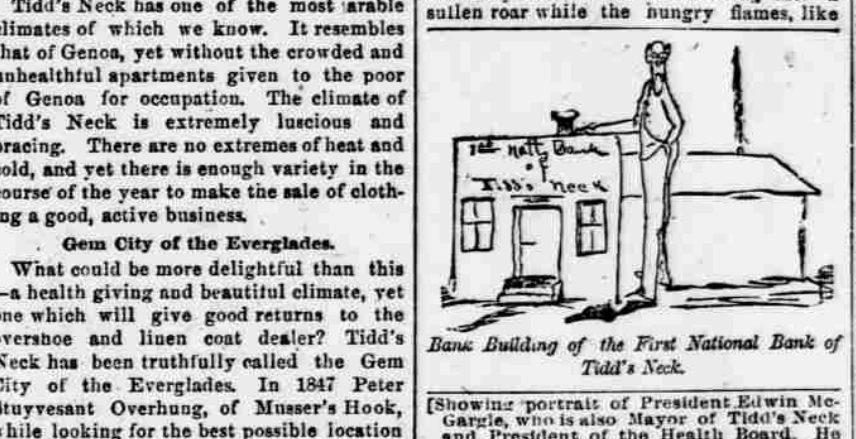 Tidd's Neck has one of the most arable
climates of which we know. It resembles
that of Genoa, yet without the crowded and
unhealthful apartments given to the poor
of Genoa for occupation. The climate of
Tidd's Neck is extremely luscious and
bracing. There are no extremes of heat and
cold, and yet there is enough variety in the
course of the year to make the sale of cloth-
ing a good, active business.
Gem City of the Everglades.
What could be more delightful than this
—a health giving and beautiful climate, yet
one which will give good returns to the
overshoe and linen coat dealer? Tidd's
Neck has been truthfully called the Gem
City of the Everglades. In 1847 Peter
Stuyvesant Overhung, of Musser's Hook,
while looking for the best possible location
sullen roar while the hungry flames, like
1st Natl Bank
of
Tidd's Neck
Bank Building of the First National Bank of
Tidd's Neck.
[Showing portrait of President Edwin Mc-
Gargle, who is also Mayor of Tidd's Neck
and President of the Health Board. He